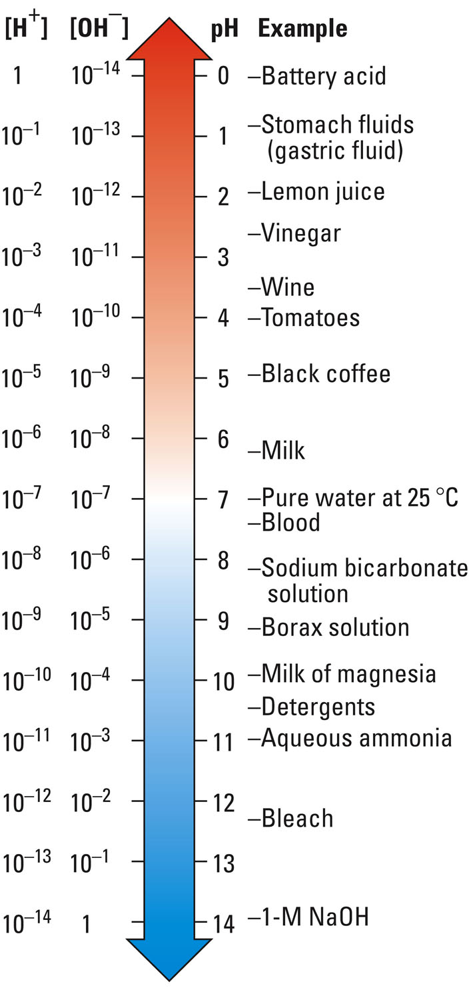 [H⁺] [OH⁻] pH Example
1 10⁻¹⁴ 0 –Battery acid
10⁻¹ 10⁻¹³ 1 –Stomach fluids
(gastric fluid)
10⁻² 10⁻¹² 2 –Lemon juice
–Vinegar
10⁻³ 10⁻¹¹ 3
–Wine
10⁻⁴ 10⁻¹⁰ 4 –Tomatoes
10⁻⁵ 10⁻⁹ 5 –Black coffee
10⁻⁶ 10⁻⁸ 6
–Milk
10⁻⁷ 10⁻⁷ 7 –Pure water at 25 °C
–Blood
10⁻⁸ 10⁻⁶ 8
–Sodium bicarbonate
solution
10⁻⁹ 10⁻⁵ 9
–Borax solution
10⁻¹⁰ 10⁻⁴ 10 –Milk of magnesia
–Detergents
10⁻¹¹ 10⁻³ 11 –Aqueous ammonia
10⁻¹² 10⁻² 12
–Bleach
10⁻¹³ 10⁻¹ 13
10⁻¹⁴ 1 14 –1-M NaOH